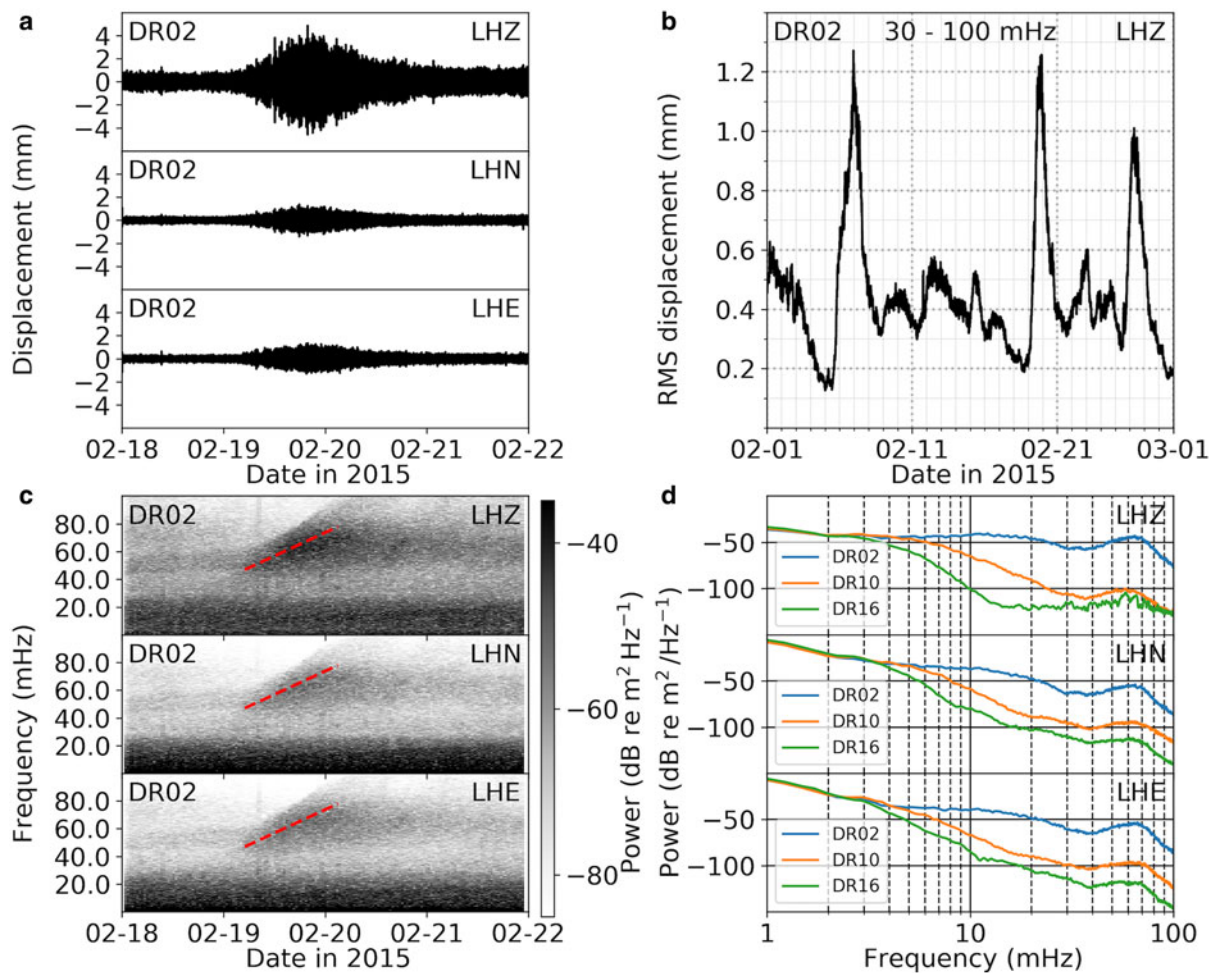 a
DR02 LHZ
4
2
0
−2
−4
DR02 LHN
4
2
0
−2
−4
DR02 LHE
4
2
0
−2
−4
Displacement (mm)
02-18 02-19 02-20 02-21 02-22
Date in 2015
b
DR02 30 - 100 mHz LHZ
1.2
1.0
0.8
0.6
0.4
0.2
RMS displacement (mm)
02-01 02-11 02-21 03-01
Date in 2015
c
DR02 LHZ
80.0
60.0
40.0
20.0
DR02 LHN
80.0
60.0
40.0
20.0
DR02 LHE
80.0
60.0
40.0
20.0
Frequency (mHz)
02-18 02-19 02-20 02-21 02-22
Date in 2015
−40
−60
−80
Power (dB re m² Hz⁻¹)
d
LHZ
−50
−100
DR02
DR10
DR16
LHN
−50
−100
DR02
DR10
DR16
LHE
−50
−100
DR02
DR10
DR16
Power (dB re m²/Hz⁻¹)
1 10 100
Frequency (mHz)